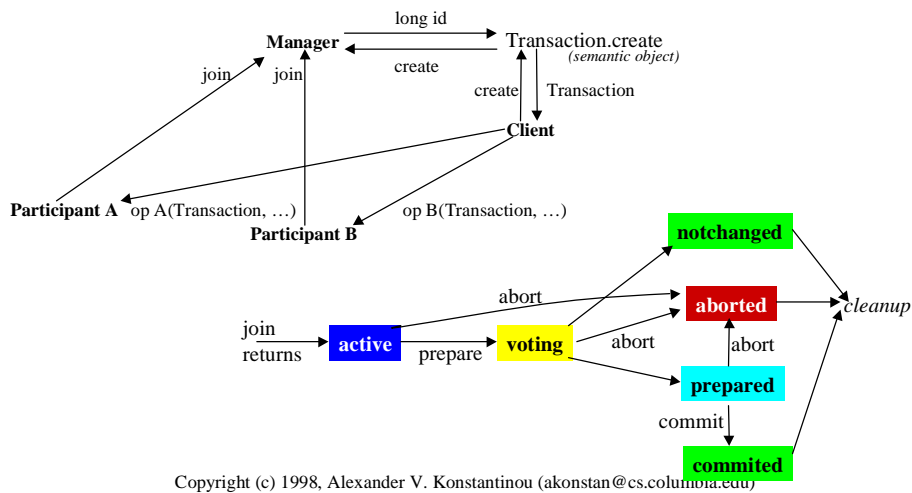 long id
Manager
Transaction.create
(semantic object)
create
join
join
create
Transaction
Client
Participant A
op A(Transaction, …)
Participant B
op B(Transaction, …)
notchanged
abort
aborted
cleanup
join
returns
active
prepare
voting
abort
abort
prepared
commit
commited
Copyright (c) 1998, Alexander V. Konstantinou (akonstan@cs.columbia.edu)